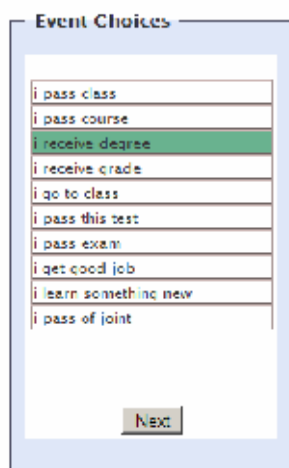 Event Choices
i pass class
i pass course
i receive degree
i receive grade
i go to class
i pass this test
i pass exam
i get good job
i learn something new
i pass of joint
Next